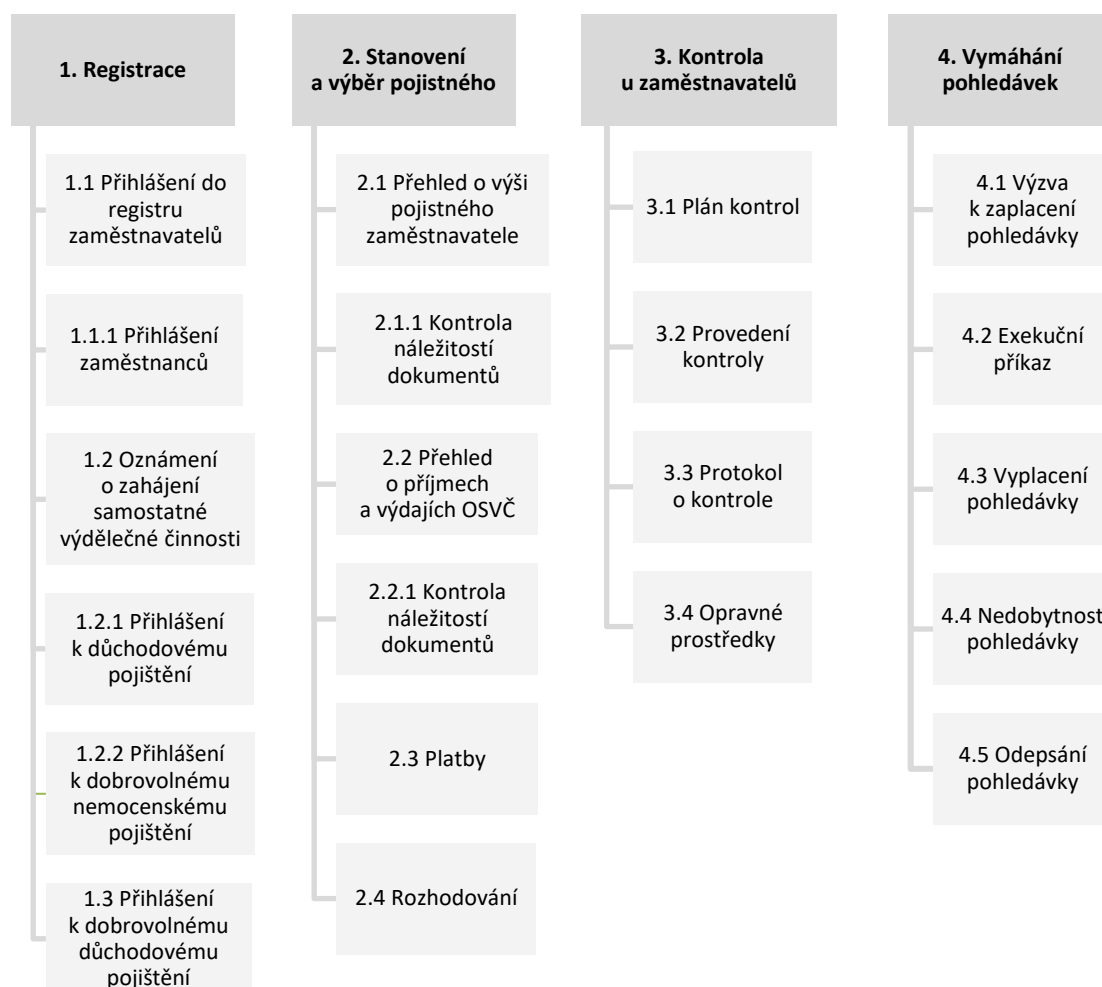 1. Registrace
1.1 Přihlášení do
registru
zaměstnavatelů
1.1.1 Přihlášení
zaměstnanců
1.2 Oznámení
o zahájení
samostatné
výdělečné činnosti
1.2.1 Přihlášení
k důchodovému
pojištění
1.2.2 Přihlášení
k dobrovolnému
nemocenskému
pojištění
1.3 Přihlášení
k dobrovolnému
důchodovému
pojištění
2. Stanovení
a výběr pojistného
2.1 Přehled o výši
pojistného
zaměstnavatele
2.1.1 Kontrola
náležitostí
dokumentů
2.2 Přehled
o příjmech
a výdajích OSVČ
2.2.1 Kontrola
náležitostí
dokumentů
2.3 Platby
2.4 Rozhodování
3. Kontrola
u zaměstnavatelů
3.1 Plán kontrol
3.2 Provedení
kontroly
3.3 Protokol
o kontrole
3.4 Opravné
prostředky
4. Vymáhání
pohledávek
4.1 Výzva
k zaplacení
pohledávky
4.2 Exekuční
příkaz
4.3 Vyplacení
pohledávky
4.4 Nedobytnost
pohledávky
4.5 Odepsání
pohledávky